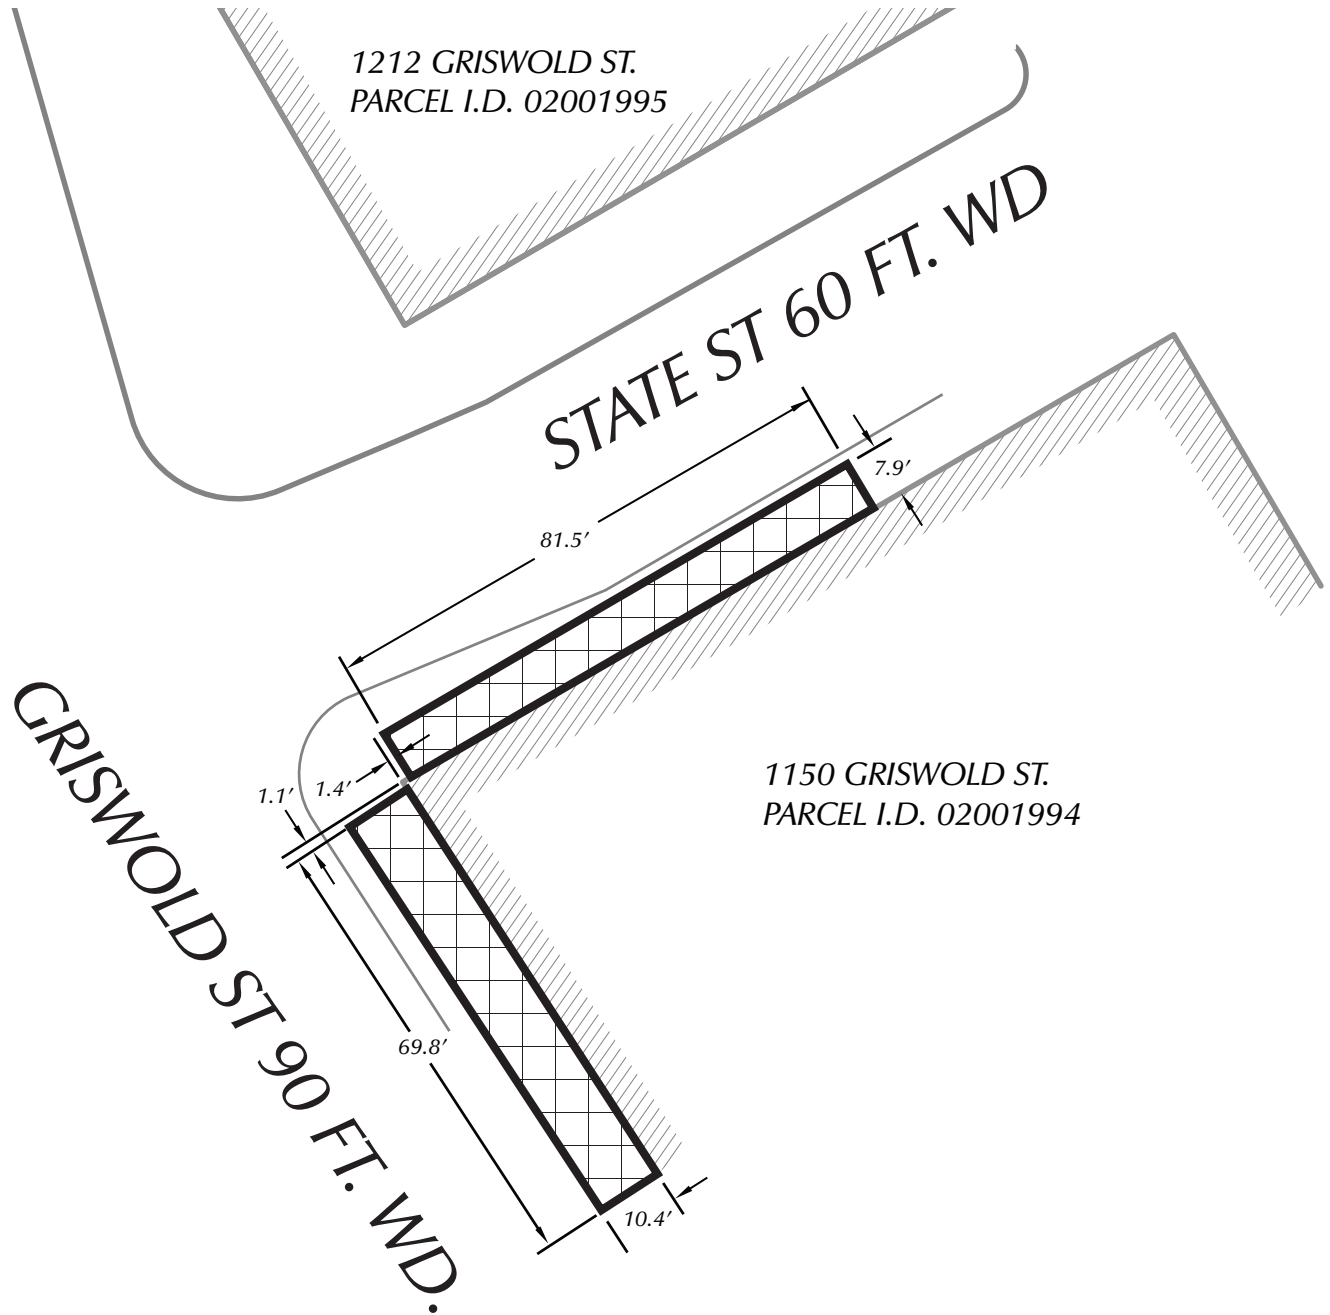 1212 GRISWOLD ST.
PARCEL I.D. 02001995
STATE ST 60 FT. WD
7.9'
81.5'
1.4'
1.1'
1150 GRISWOLD ST.
PARCEL I.D. 02001994
GRISWOLD ST 90 FT. WD.
69.8'
10.4'